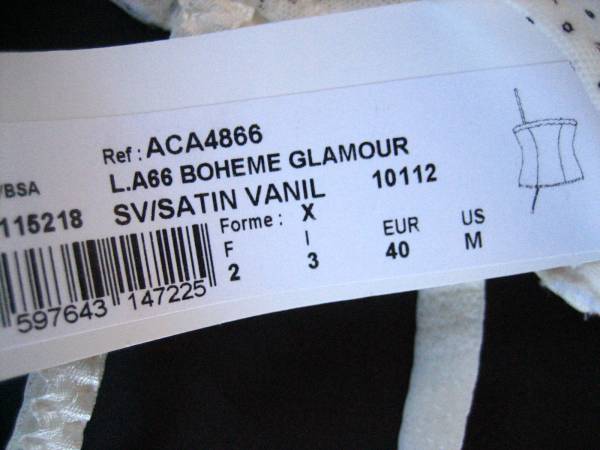 Ref : ACA4866
/BSA L.A66 BOHEME GLAMOUR
115218 SV/SATIN VANIL 10112
Forme : X
F I EUR US
2 3 40 M
597643 147225